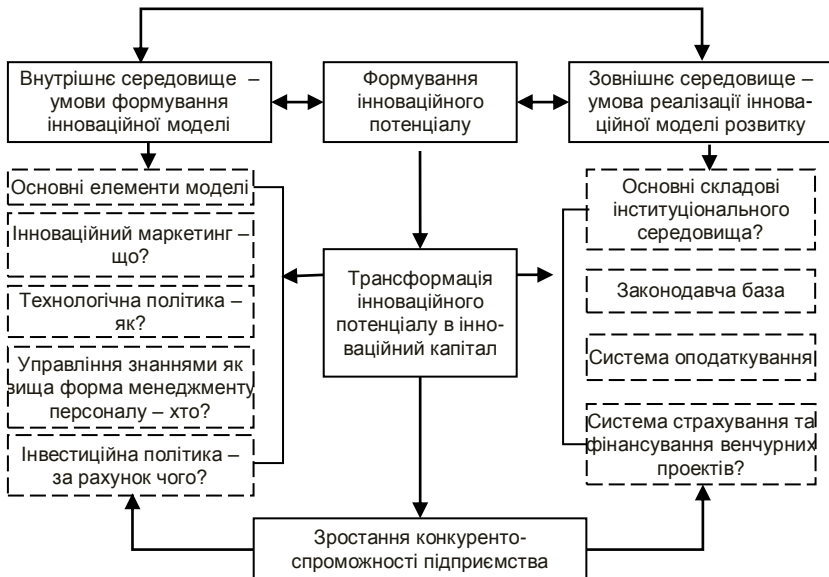 Внутрішнє середовище –
умови формування
інноваційної моделі
Формування
інноваційного
потенціалу
Зовнішнє середовище –
умова реалізації іннова-
ційної моделі розвитку
Основні елементи моделі
Інноваційний маркетинг –
що?
Технологічна політика –
як?
Управління знаннями як
вища форма менеджменту
персоналу – хто?
Інвестиційна політика –
за рахунок чого?
Трансформація
інноваційного
потенціалу в інно-
ваційний капітал
Основні складові
інституціонального
середовища?
Законодавча база
Система оподаткування
Система страхування та
фінансування венчурних
проектів?
Зростання конкуренто-
спроможності підприємства